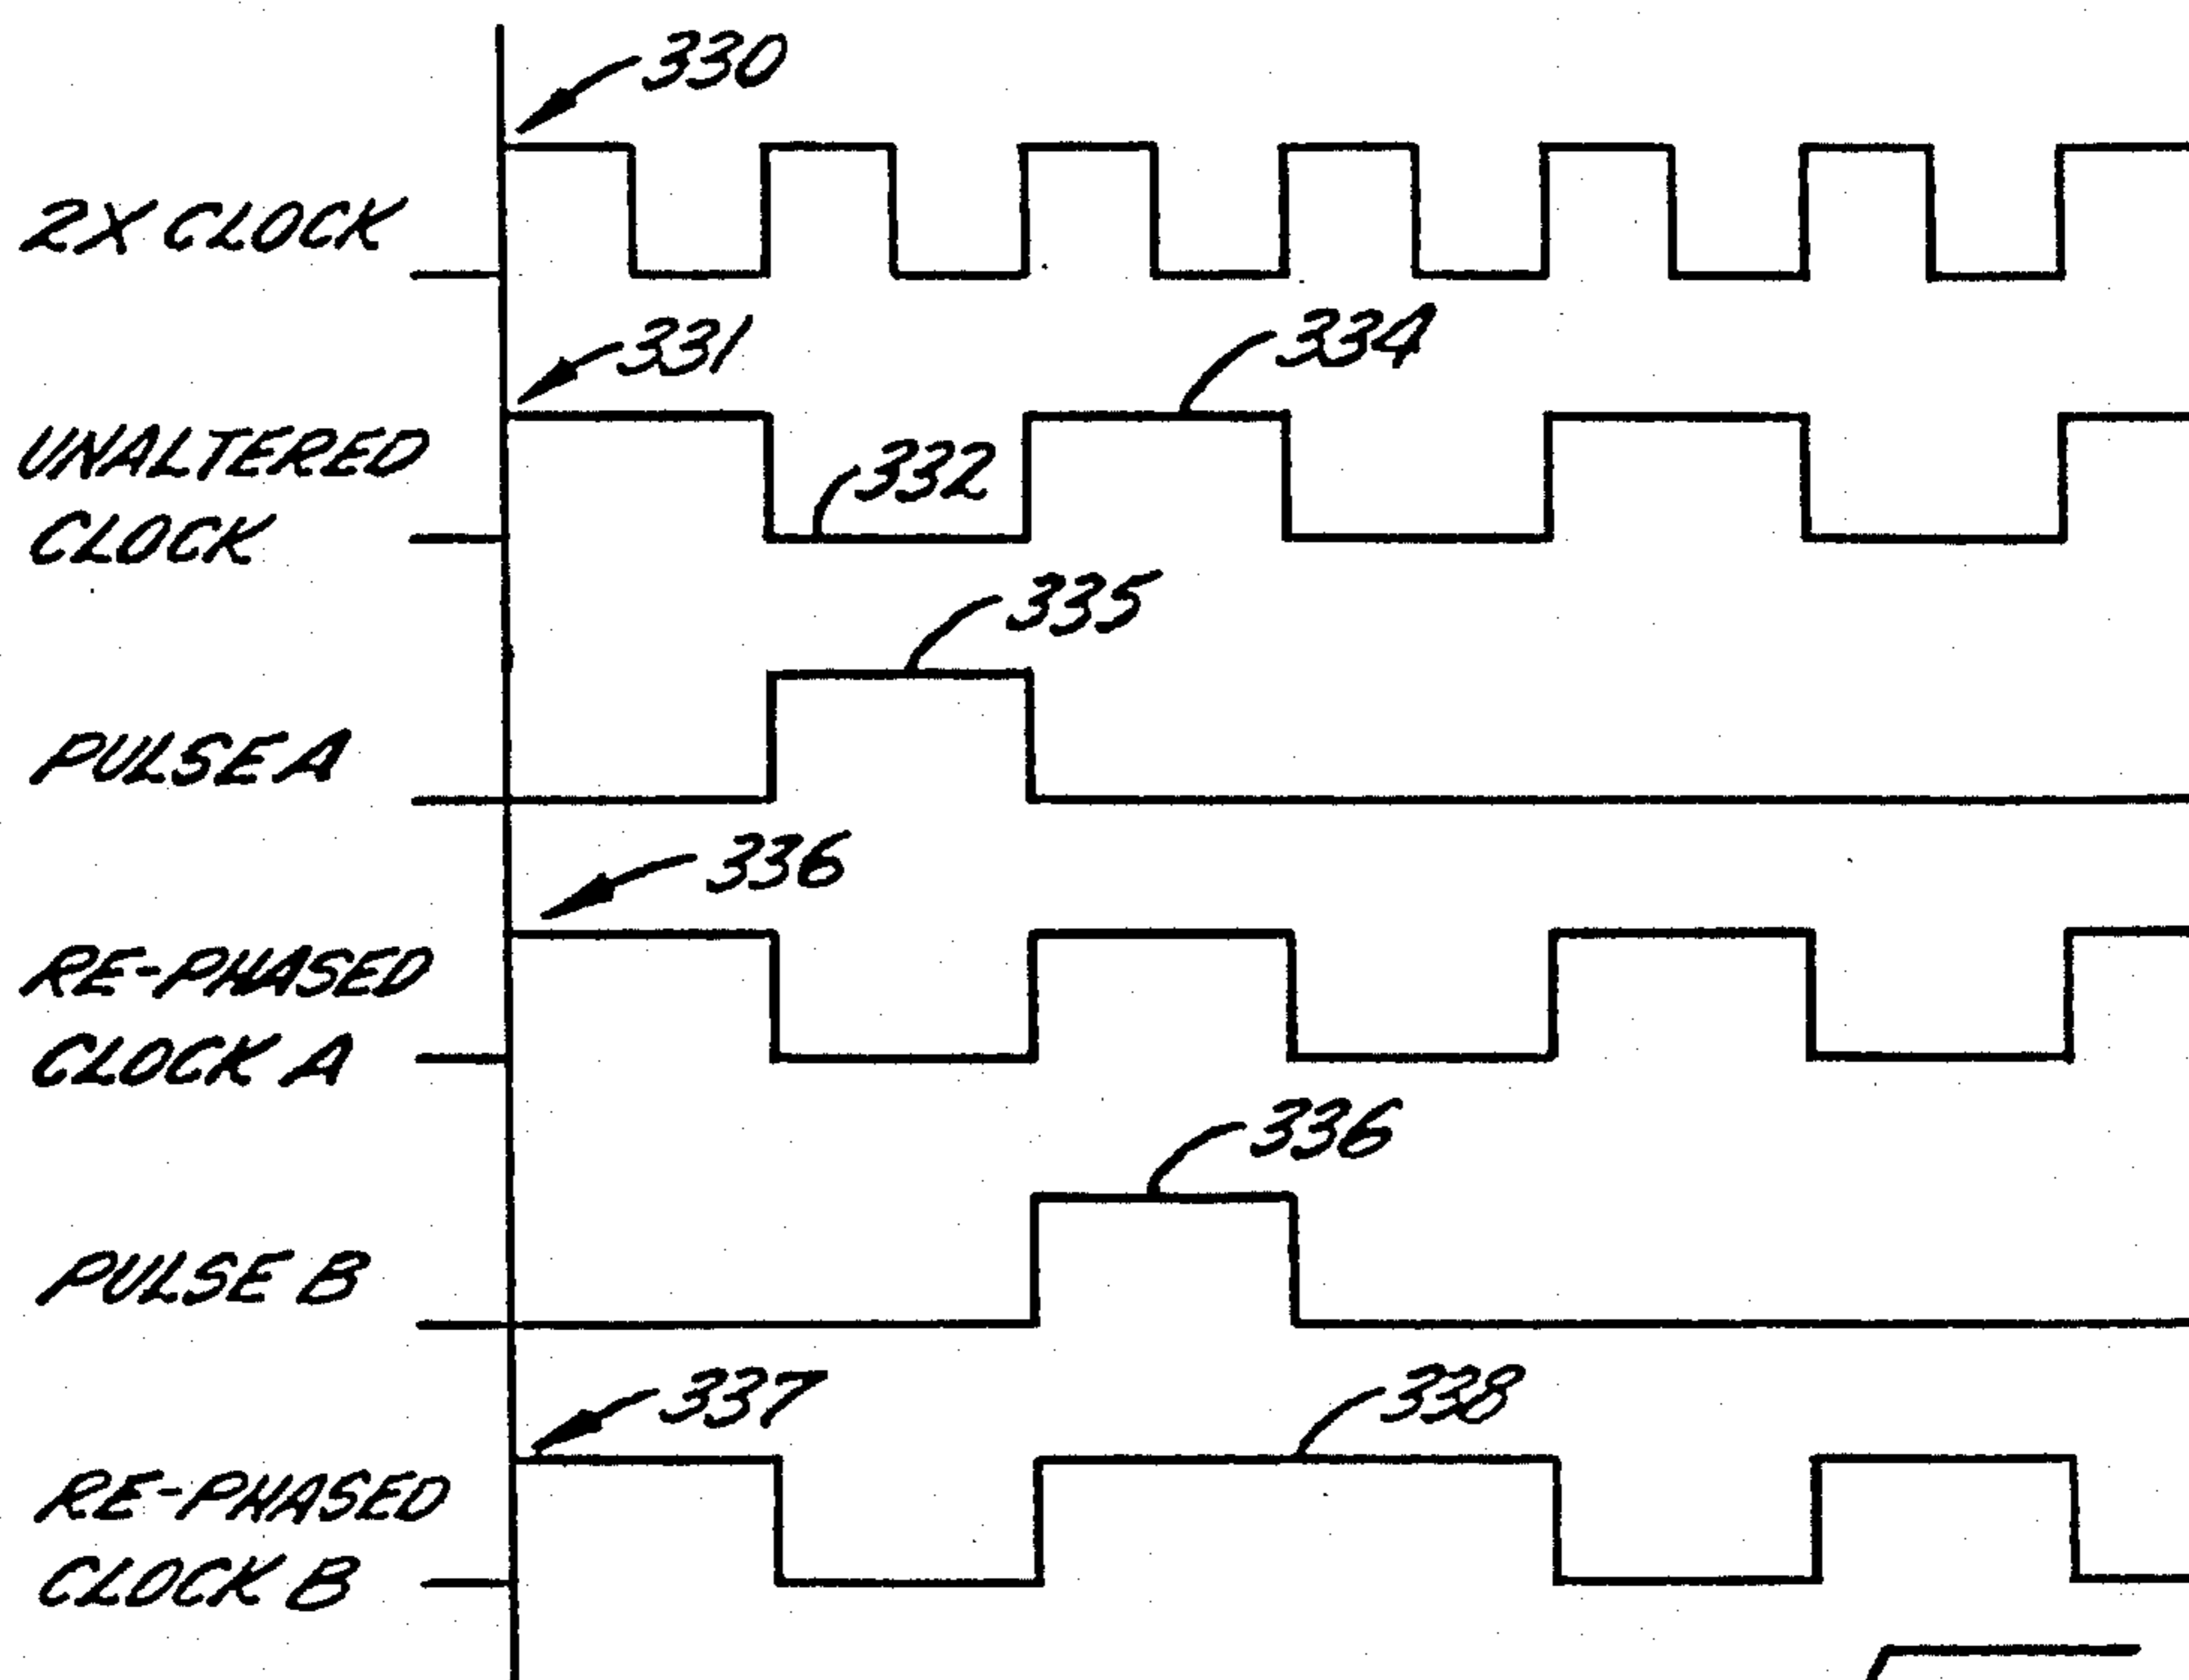 330
2X CLOCK
331
334
UNALTERED
CLOCK
332
335
PULSE A
336
RE-PHASED
CLOCK A
336
PULSE B
337
338
RE-PHASED
CLOCK B